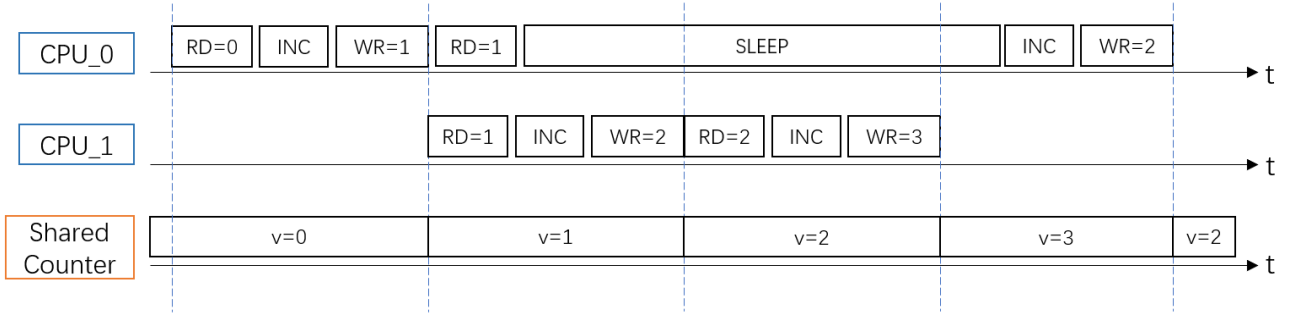 CPU_0
RD=0 INC WR=1 RD=1 SLEEP INC WR=2
t
CPU_1
RD=1 INC WR=2 RD=2 INC WR=3
t
Shared
Counter
v=0 v=1 v=2 v=3 v=2
t